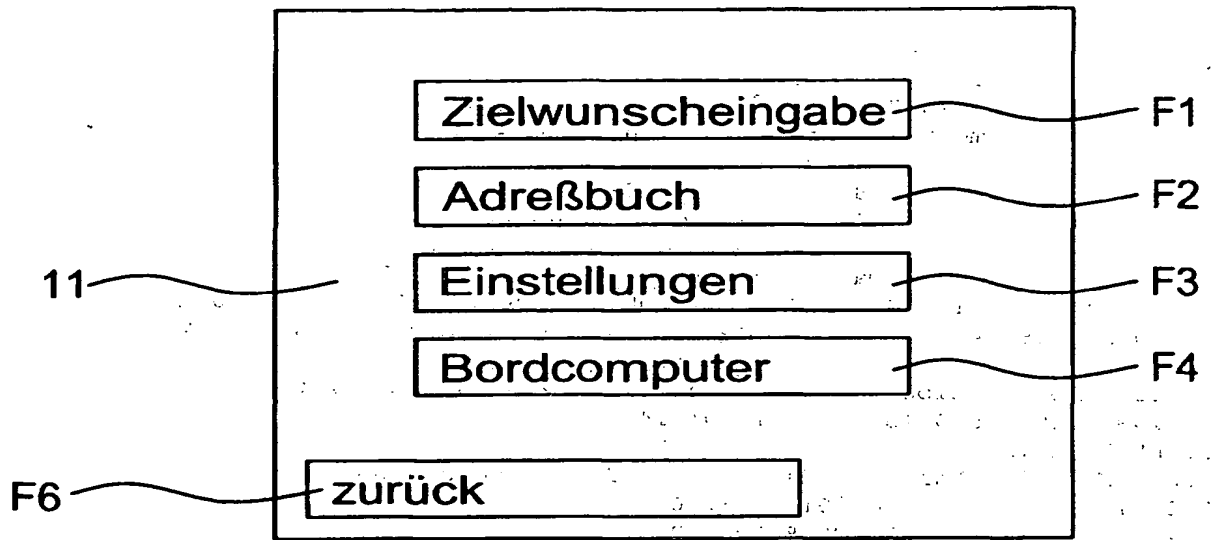 Zielwunscheingabe F1
Adreßbuch F2
11 Einstellungen F3
Bordcomputer F4
F6 zurück